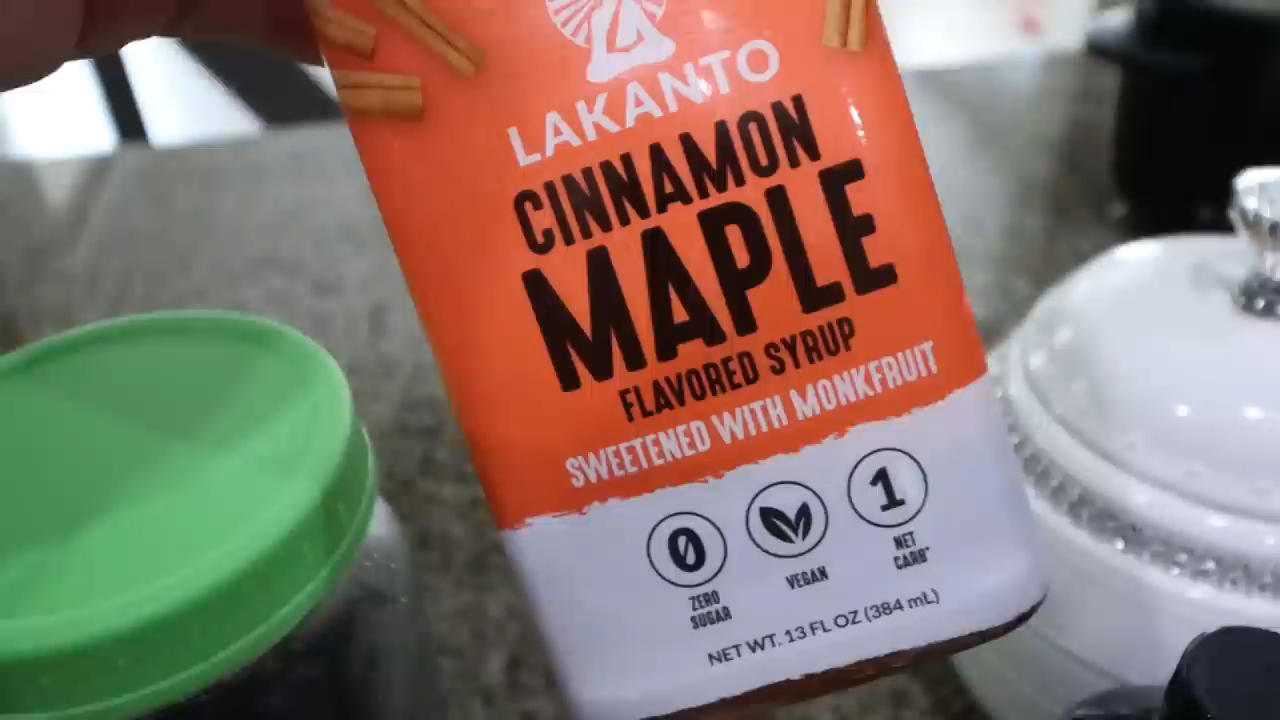 LAKANTO
CINNAMON
MAPLE
FLAVORED SYRUP
SWEETENED WITH MONKFRUIT
0
ZERO
SUGAR
VEGAN
1
NET
CARB*
NET WT. 13 FL OZ (384 mL)